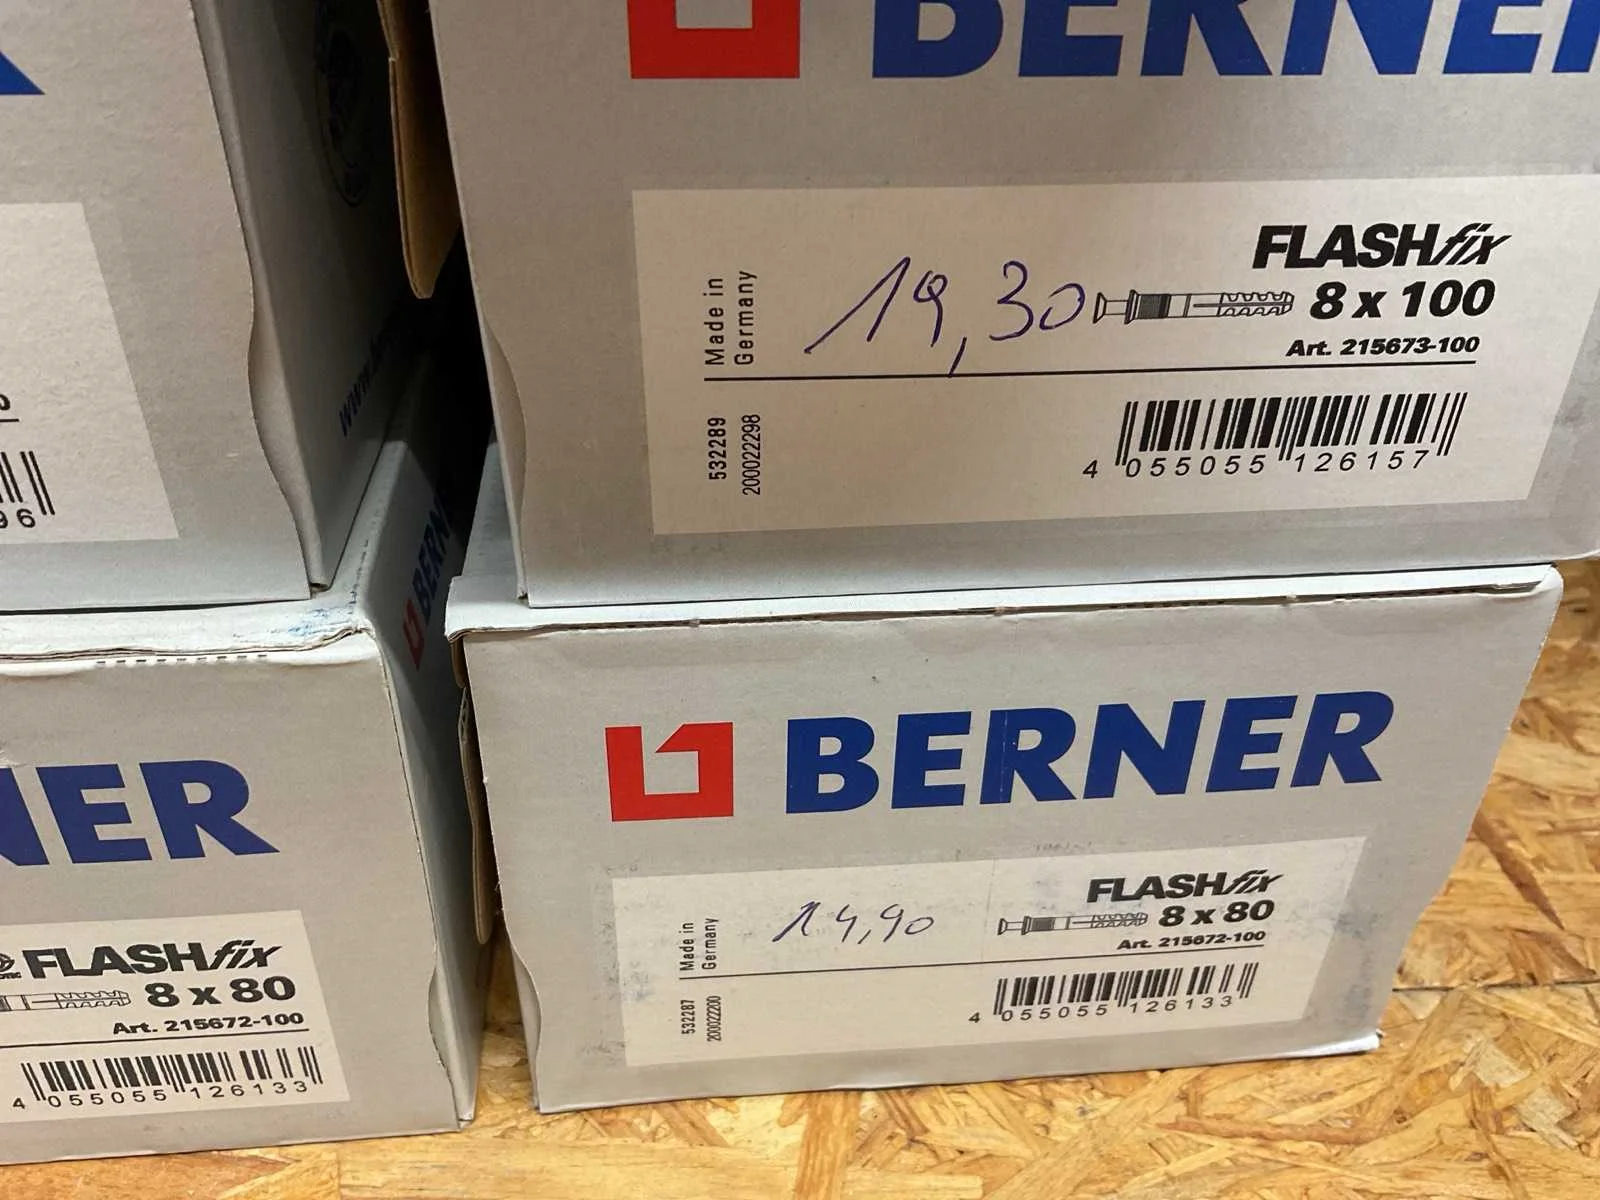 BERNER
Made in
Germany
19,30
FLASHfix
8 x 100
Art. 215673-100
532289
200022298
4 055055 126157
BERNER
BERNER
Made in
Germany
14,90
FLASHfix
8 x 80
Art. 215672-100
532287
200022200
4 055055 126133
NER
FLASHfix
8 x 80
Art. 215672-100
4 055055 126133
96